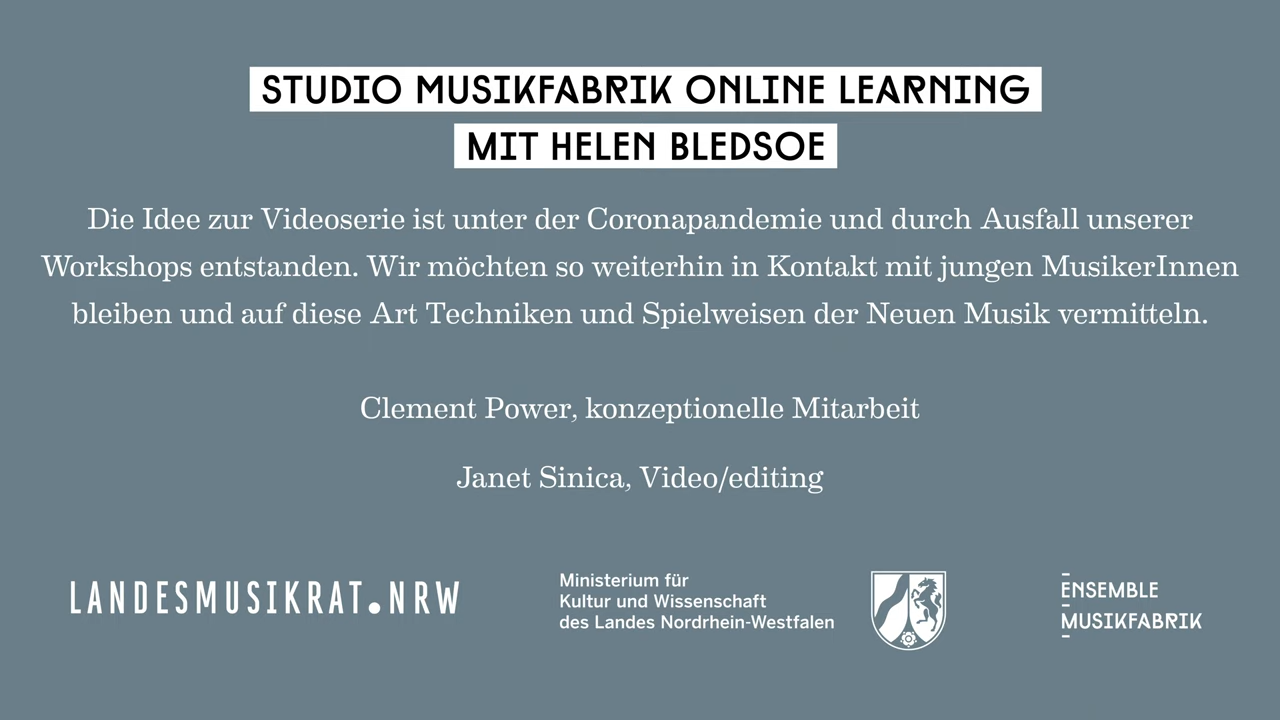 STUDIO MUSIKFABRIK ONLINE LEARNING
MIT HELEN BLEDSOE
Die Idee zur Videoserie ist unter der Coronapandemie und durch Ausfall unserer
Workshops entstanden. Wir möchten so weiterhin in Kontakt mit jungen MusikerInnen
bleiben und auf diese Art Techniken und Spielweisen der Neuen Musik vermitteln.
Clement Power, konzeptionelle Mitarbeit
Janet Sinica, Video/editing
LANDESMUSIKRAT.NRW
Ministerium für
Kultur und Wissenschaft
des Landes Nordrhein-Westfalen
ENSEMBLE
MUSIKFABRIK